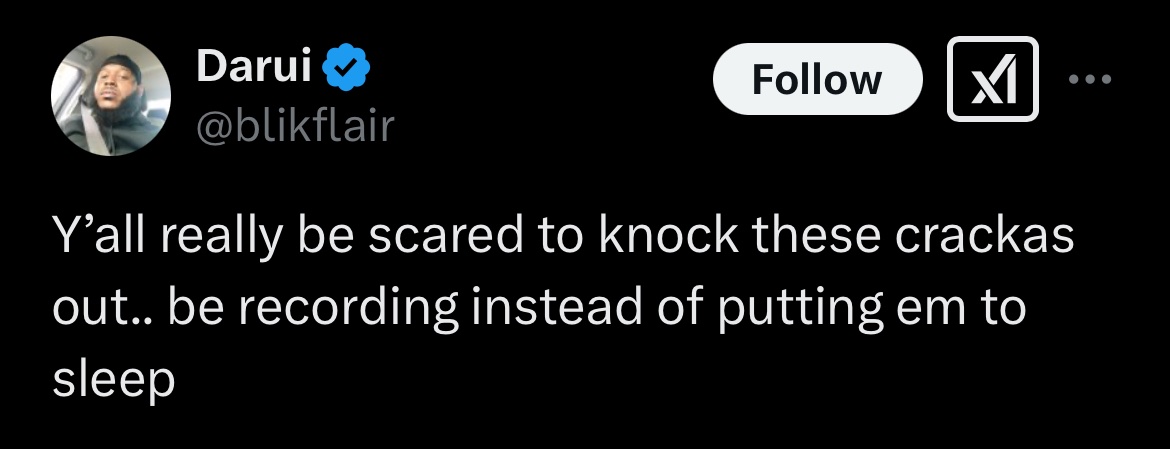 Darui
@blikflair
Follow
Y’all really be scared to knock these crackas
out.. be recording instead of putting em to
sleep